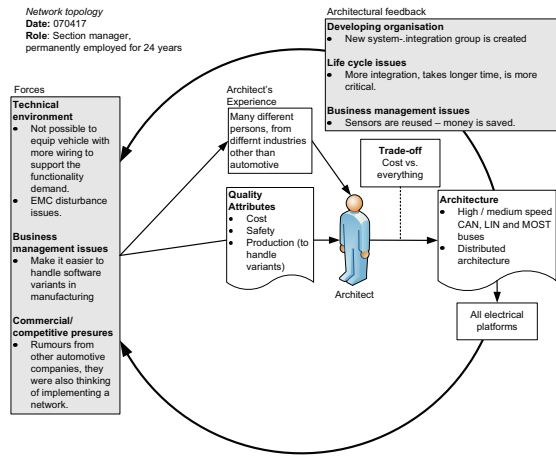 Network topology
Date: 070417
Role: Section manager,
permanently employed for 24 years
Architectural feedback
Developing organisation
• New system-.integration group is created
Life cycle issues
• More integration, takes longer time, is more
critical.
Business management issues
• Sensors are reused – money is saved.
Forces
Technical
environment
• Not possible to
equip vehicle with
more wiring to
support the
functionality
demand.
• EMC disturbance
issues.
Business
management issues
• Make it easier to
handle software
variants in
manufacturing
Commercial/
competitive presures
• Rumours from
other automotive
companies, they
were also thinking
of implementing a
network.
Architect's
Experience
Many different
persons, from
differnt industries
other than
automotive
Quality
Attributes
• Cost
• Safety
• Production (to
handle
variants)
Architect
Trade-off
Cost vs.
everything
Architecture
• High / medium speed
CAN, LIN and MOST
buses
• Distributed
architecture
All electrical
platforms